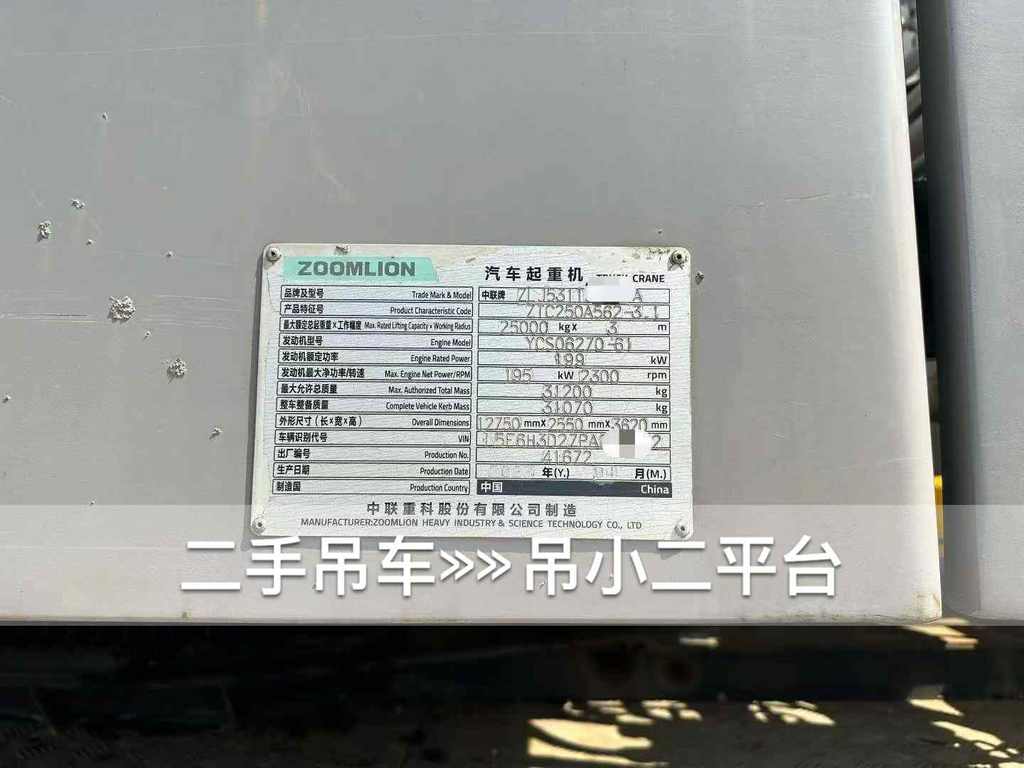 ZOOMLION 汽车起重机 TRUCK CRANE
品牌及型号 Trade Mark & Model 中联牌 ZLJ531 A
产品特征号 Product Characteristic Code ZTC250A562-3.1
最大额定总起重量×工作幅度 Max. Rated Lifting Capacity × Working Radius 25000 kg× 3 m
发动机型号 Engine Model YCS06270-61
发动机额定功率 Engine Rated Power 199 kW
发动机最大净功率/转速 Max. Engine Net Power/RPM 195 kW 2300 rpm
最大允许总质量 Max. Authorized Total Mass 31200 kg
整车整备质量 Complete Vehicle Kerb Mass 31070 kg
外形尺寸(长×宽×高) Overall Dimensions 12750 mm× 2550 mm× 3620 mm
车辆识别代号 VIN L5E6H3D27PA 2
出厂编号 Production No. 41672
生产日期 Production Date 年(Y.) 月(M.)
制造国 Production Country 中国 China
中联重科股份有限公司制造
MANUFACTURER:ZOOMLION HEAVY INDUSTRY & SCIENCE TECHNOLOGY CO., LTD
二手吊车»»吊小二平台